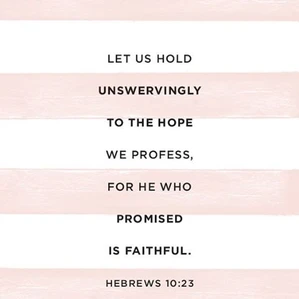 LET US HOLD
UNSWERVINGLY
TO THE HOPE
WE PROFESS,
FOR HE WHO
PROMISED
IS FAITHFUL.
HEBREWS 10:23